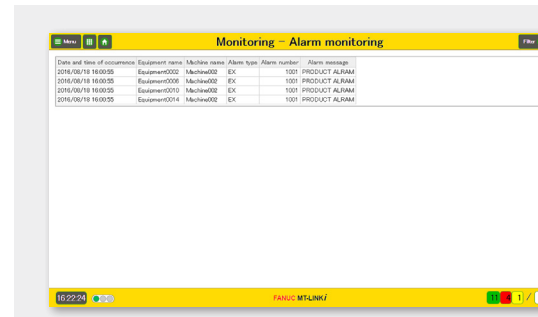 Menu
Monitoring - Alarm monitoring
Filter
Date and time of occurrence Equipment name Machine name Alarm type Alarm number Alarm message
2016/08/18 16:00:55 Equipment0002 Machine002 EX 1001 PRODUCT ALRAM
2016/08/18 16:00:55 Equipment0006 Machine002 EX 1001 PRODUCT ALRAM
2016/08/18 16:00:55 Equipment0010 Machine002 EX 1001 PRODUCT ALRAM
2016/08/18 16:00:55 Equipment0014 Machine002 EX 1001 PRODUCT ALRAM
16:22:24 FANUC MT-LINKi 11 4 1 /